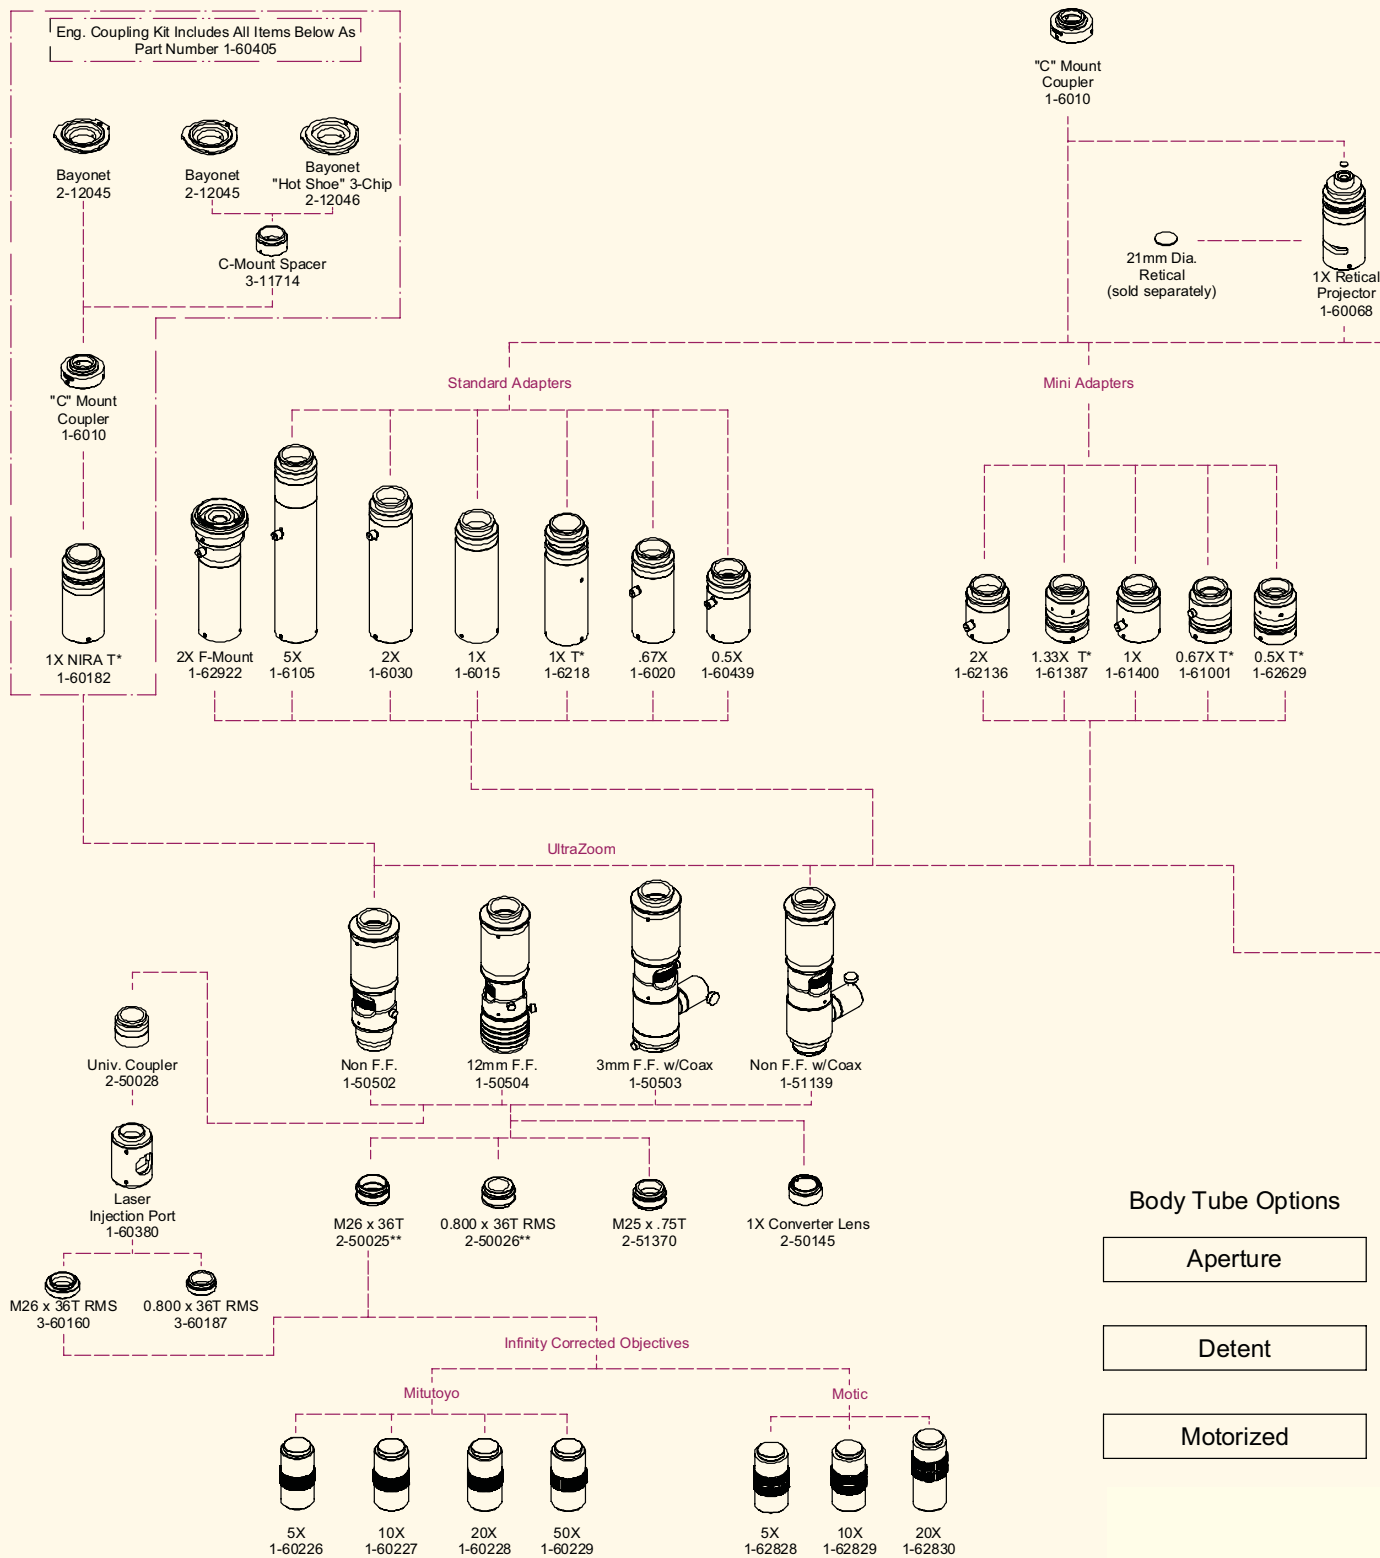 Eng. Coupling Kit Includes All Items Below As
Part Number 1-60405
"C" Mount
Coupler
1-6010
Bayonet
2-12045
Bayonet
2-12045
Bayonet
"Hot Shoe" 3-Chip
2-12046
C-Mount Spacer
3-11714
21mm Dia.
Retical
(sold separately)
1X Retical
Projector
1-60068
"C" Mount
Coupler
1-6010
Standard Adapters
Mini Adapters
1X NIRA T*
1-60182
2X F-Mount
1-62922
5X
1-6105
2X
1-6030
1X
1-6015
1X T*
1-6218
.67X
1-6020
0.5X
1-60439
2X
1-62136
1.33X T*
1-61387
1X
1-61400
0.67X T*
1-61001
0.5X T*
1-62629
UltraZoom
Non F.F.
1-50502
12mm F.F.
1-50504
3mm F.F. w/Coax
1-50503
Non F.F. w/Coax
1-51139
Univ. Coupler
2-50028
Laser
Injection Port
1-60380
M26 x 36T
2-50025**
0.800 x 36T RMS
2-50026**
M25 x .75T
2-51370
1X Converter Lens
2-50145
M26 x 36T RMS
3-60160
0.800 x 36T RMS
3-60187
Body Tube Options
Aperture
Detent
Motorized
Infinity Corrected Objectives
Mitutoyo
Motic
5X
1-60226
10X
1-60227
20X
1-60228
50X
1-60229
5X
1-62828
10X
1-62829
20X
1-62830